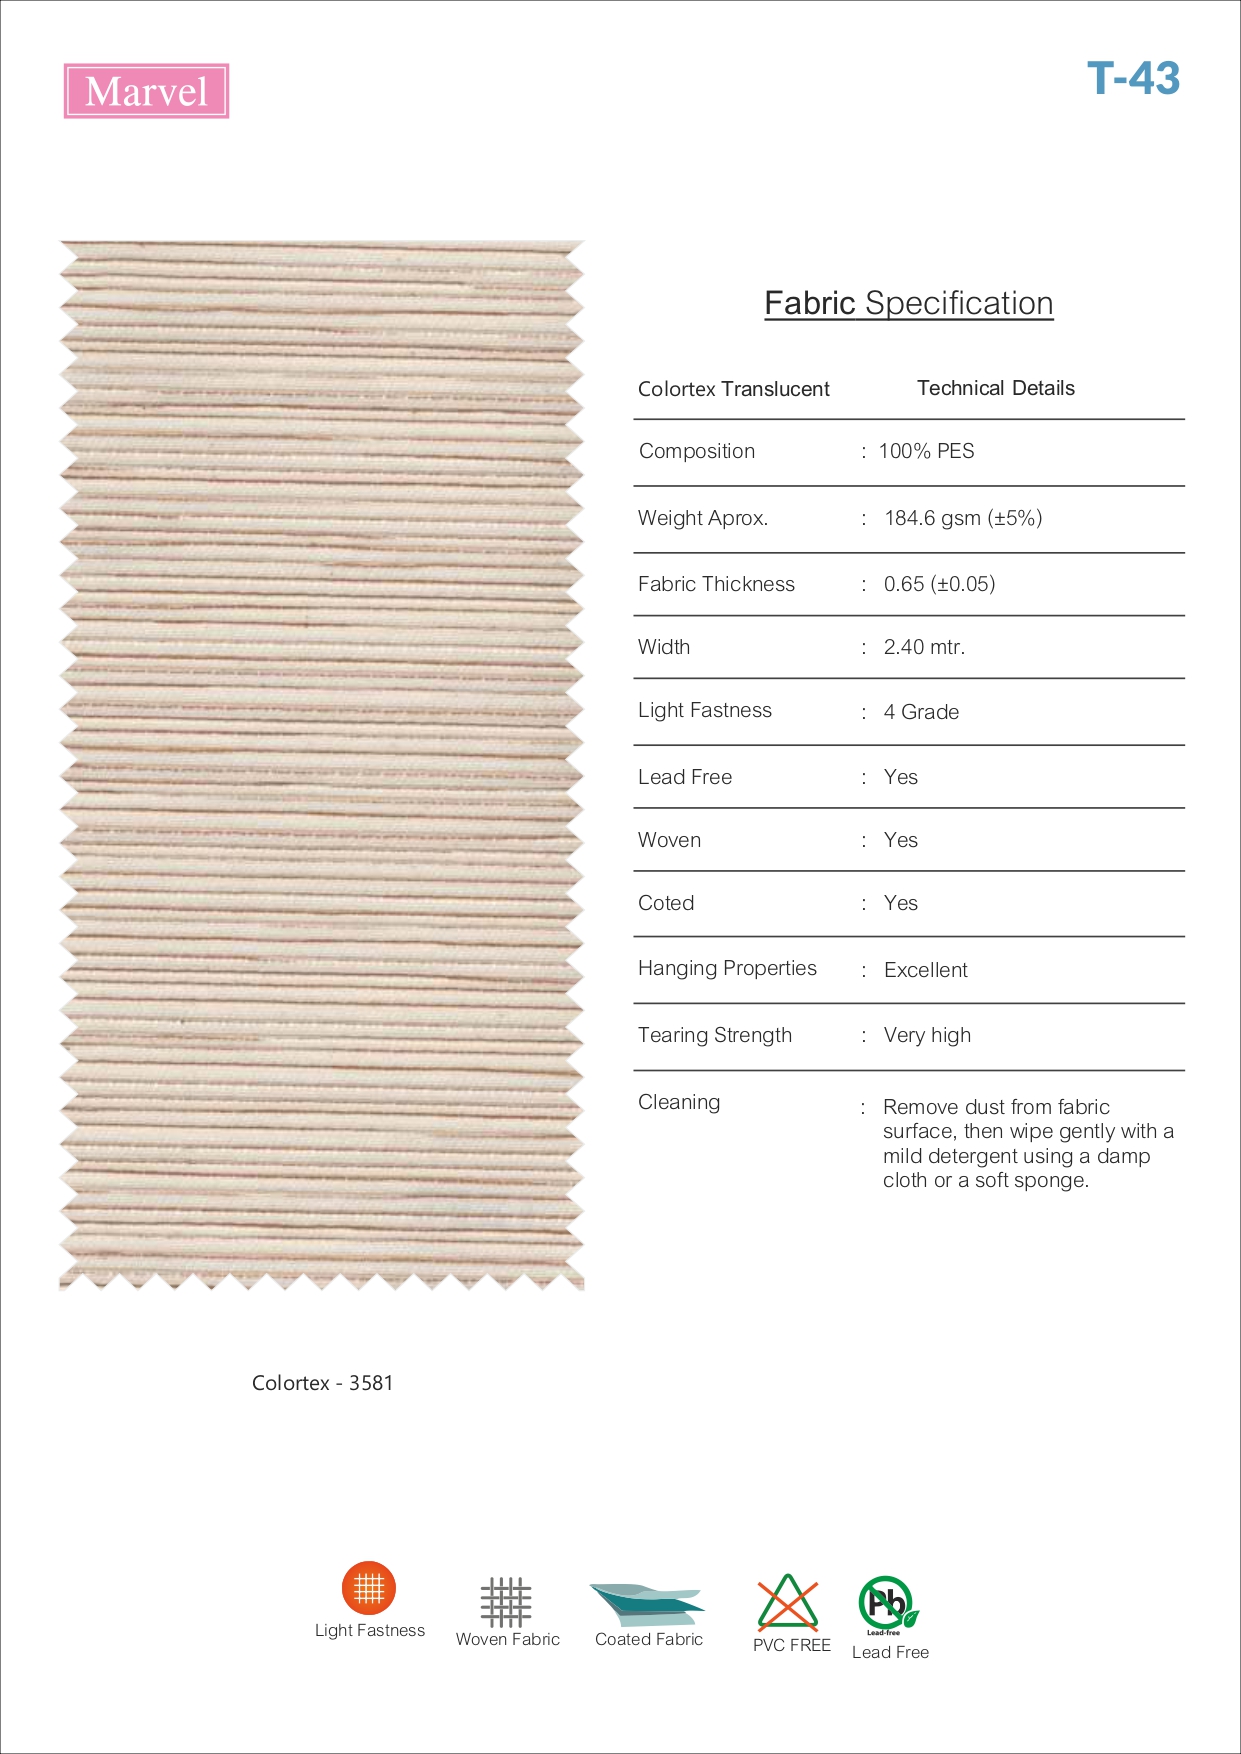 Marvel
T-43
Fabric Specification
Colortex Translucent Technical Details
Composition : 100% PES
Weight Aprox. : 184.6 gsm (±5%)
Fabric Thickness : 0.65 (±0.05)
Width : 2.40 mtr.
Light Fastness : 4 Grade
Lead Free : Yes
Woven : Yes
Coted : Yes
Hanging Properties : Excellent
Tearing Strength : Very high
Cleaning : Remove dust from fabric
surface, then wipe gently with a
mild detergent using a damp
cloth or a soft sponge.
Colortex - 3581
Light Fastness
Woven Fabric
Coated Fabric
PVC FREE
Pb
Lead-free
Lead Free